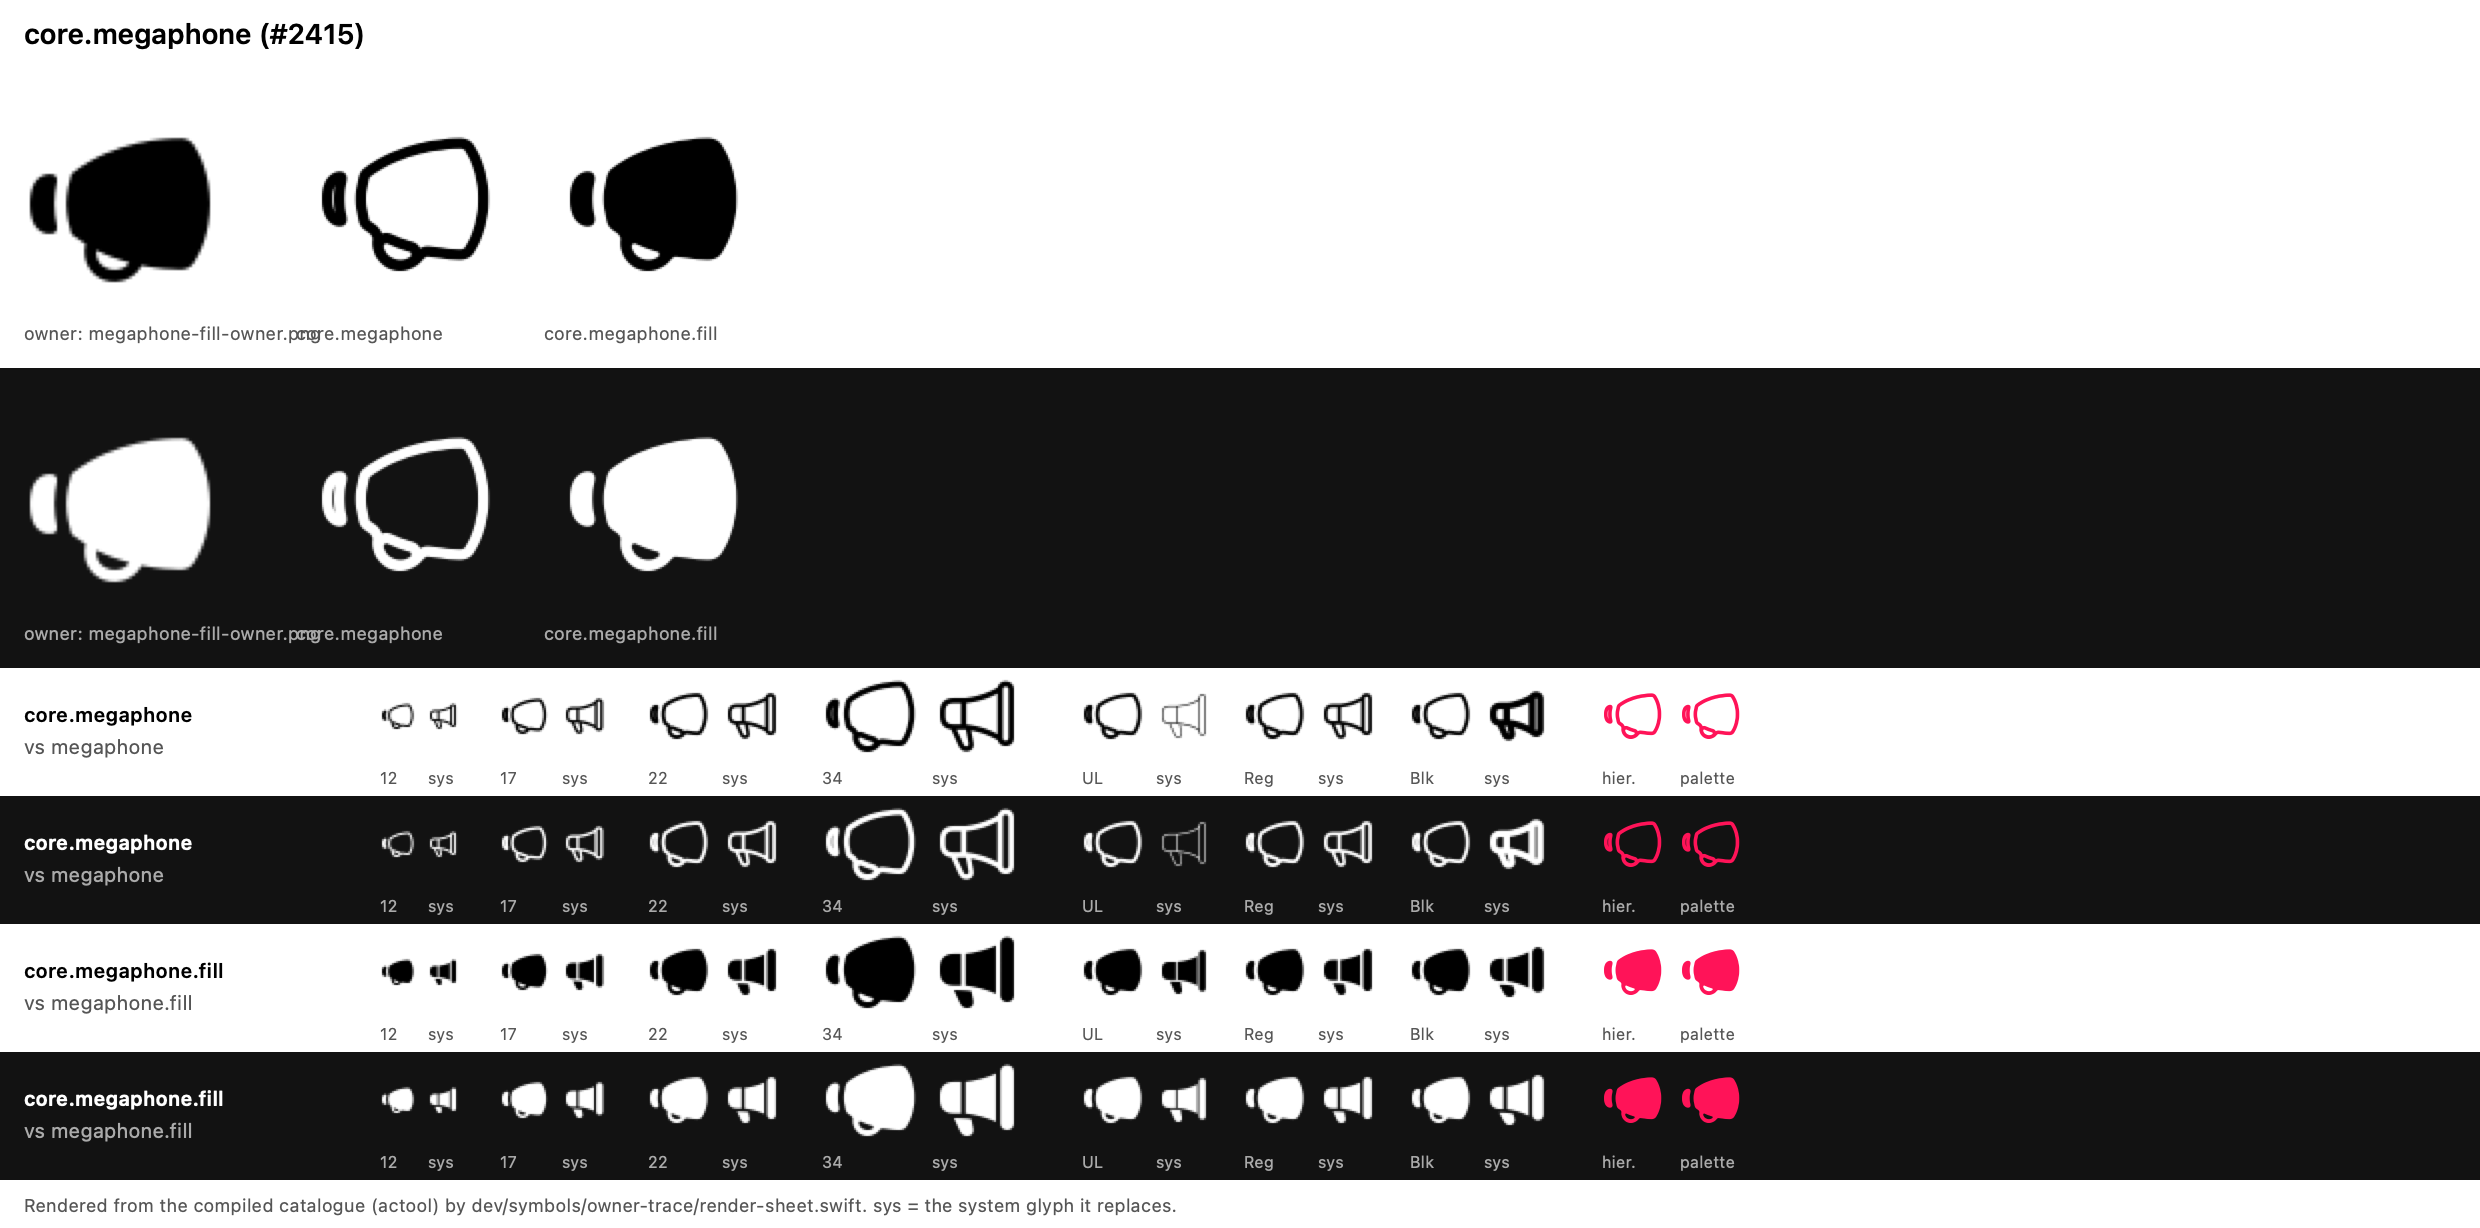 core.megaphone (#2415)
owner: megaphone-fill-owner.png core.megaphone core.megaphone.fill
owner: megaphone-fill-owner.png core.megaphone core.megaphone.fill
core.megaphone
vs megaphone
12 sys 17 sys 22 sys 34 sys UL sys Reg sys Blk sys hier. palette
core.megaphone
vs megaphone
12 sys 17 sys 22 sys 34 sys UL sys Reg sys Blk sys hier. palette
core.megaphone.fill
vs megaphone.fill
12 sys 17 sys 22 sys 34 sys UL sys Reg sys Blk sys hier. palette
core.megaphone.fill
vs megaphone.fill
12 sys 17 sys 22 sys 34 sys UL sys Reg sys Blk sys hier. palette
Rendered from the compiled catalogue (actool) by dev/symbols/owner-trace/render-sheet.swift. sys = the system glyph it replaces.